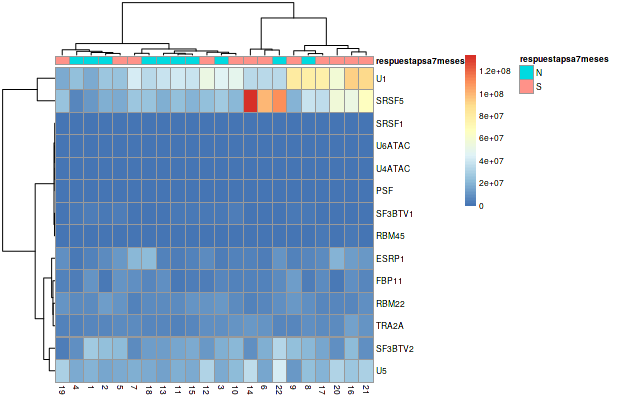 respuestapsa7meses
U1
SRSF5
SRSF1
U6ATAC
U4ATAC
PSF
SF3BTV1
RBM45
ESRP1
FBP11
RBM22
TRA2A
SF3BTV2
U5
19 4 1 2 5 7 18 13 11 15 12 3 10 14 6 22 9 8 17 20 16 21
1.2e+08
1e+08
8e+07
6e+07
4e+07
2e+07
0
respuestapsa7meses
N
S